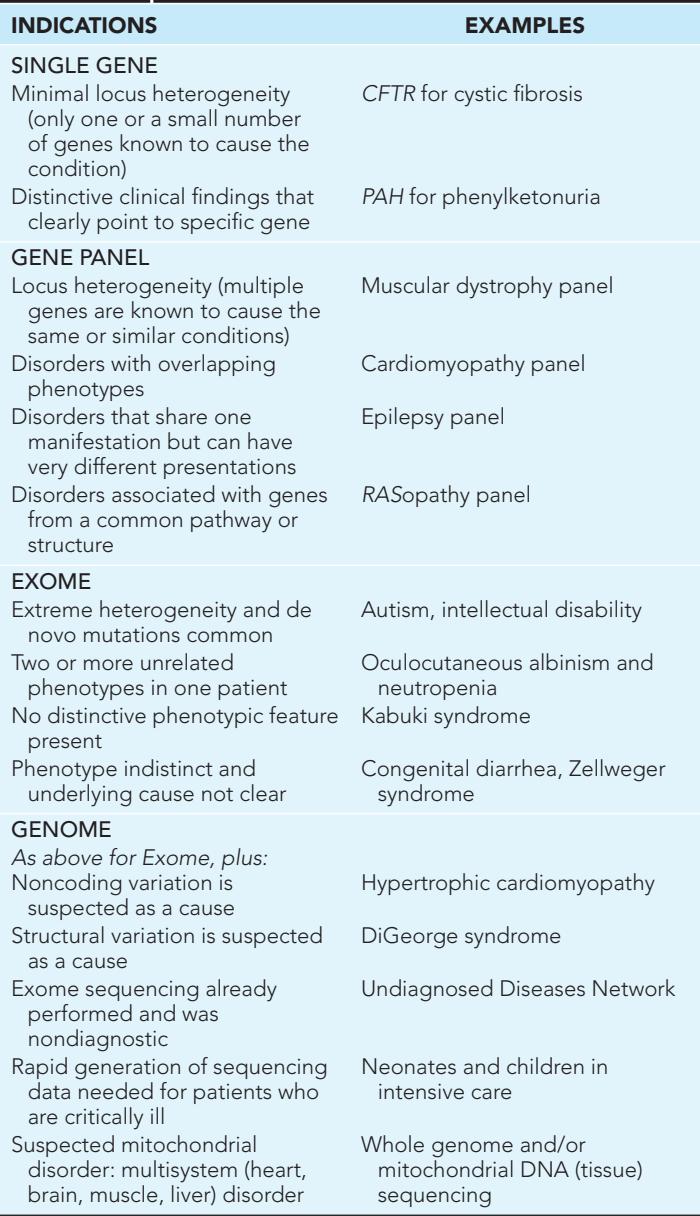 INDICATIONS EXAMPLES
SINGLE GENE
Minimal locus heterogeneity CFTR for cystic fibrosis
(only one or a small number
of genes known to cause the
condition)
Distinctive clinical findings that PAH for phenylketonuria
clearly point to specific gene
GENE PANEL
Locus heterogeneity (multiple Muscular dystrophy panel
genes are known to cause the
same or similar conditions)
Disorders with overlapping Cardiomyopathy panel
phenotypes
Disorders that share one Epilepsy panel
manifestation but can have
very different presentations
Disorders associated with genes RASopathy panel
from a common pathway or
structure
EXOME
Extreme heterogeneity and de Autism, intellectual disability
novo mutations common
Two or more unrelated Oculocutaneous albinism and
phenotypes in one patient neutropenia
No distinctive phenotypic feature Kabuki syndrome
present
Phenotype indistinct and Congenital diarrhea, Zellweger
underlying cause not clear syndrome
GENOME
As above for Exome, plus:
Noncoding variation is Hypertrophic cardiomyopathy
suspected as a cause
Structural variation is suspected DiGeorge syndrome
as a cause
Exome sequencing already Undiagnosed Diseases Network
performed and was
nondiagnostic
Rapid generation of sequencing Neonates and children in
data needed for patients who intensive care
are critically ill
Suspected mitochondrial Whole genome and/or
disorder: multisystem (heart, mitochondrial DNA (tissue)
brain, muscle, liver) disorder sequencing